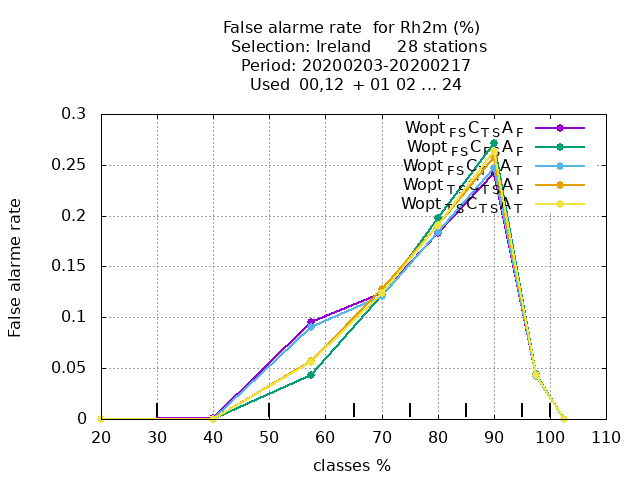 False alarme rate  for Rh2m (%)
Selection: Ireland     28 stations
Period: 20200203-20200217
Used  00,12  + 01 02 ... 24
0.3
0.25
0.2
0.15
0.1
0.05
0
False alarme rate
Wopt FS C TS A F
Wopt FS C FS A F
Wopt FS C FS A T
Wopt TS C TS A F
Wopt TS C TS A T
20 30 40 50 60 70 80 90 100 110
classes %